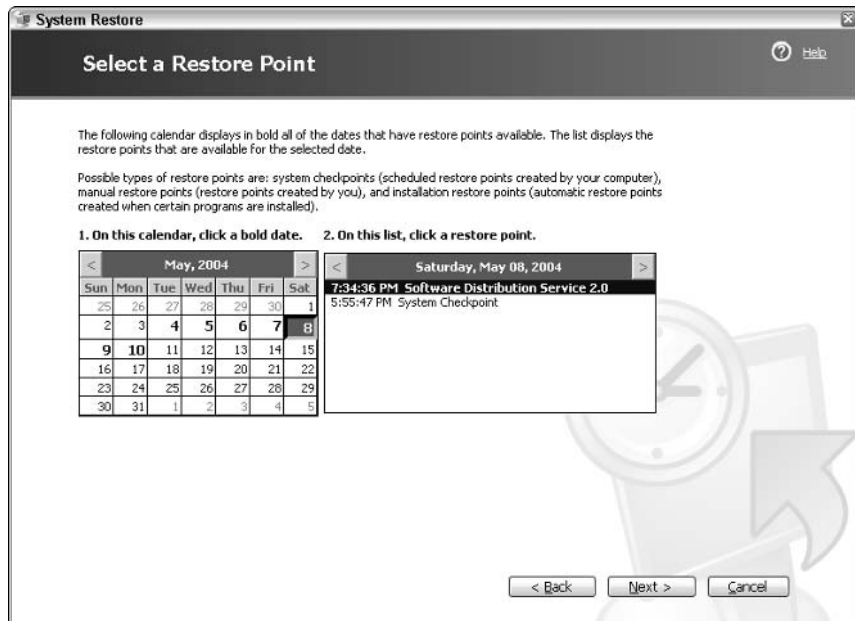 System Restore
Select a Restore Point
Help
The following calendar displays in bold all of the dates that have restore points available. The list displays the
restore points that are available for the selected date.
Possible types of restore points are: system checkpoints (scheduled restore points created by your computer),
manual restore points (restore points created by you), and installation restore points (automatic restore points
created when certain programs are installed).
1. On this calendar, click a bold date.
2. On this list, click a restore point.
< May, 2004 >
Sun Mon Tue Wed Thu Fri Sat
25 26 27 28 29 30 1
2 3 4 5 6 7 8
9 10 11 12 13 14 15
16 17 18 19 20 21 22
23 24 25 26 27 28 29
30 31 1 2 3 4 5
< Saturday, May 08, 2004 >
7:34:36 PM Software Distribution Service 2.0
5:55:47 PM System Checkpoint
< Back
Next >
Cancel